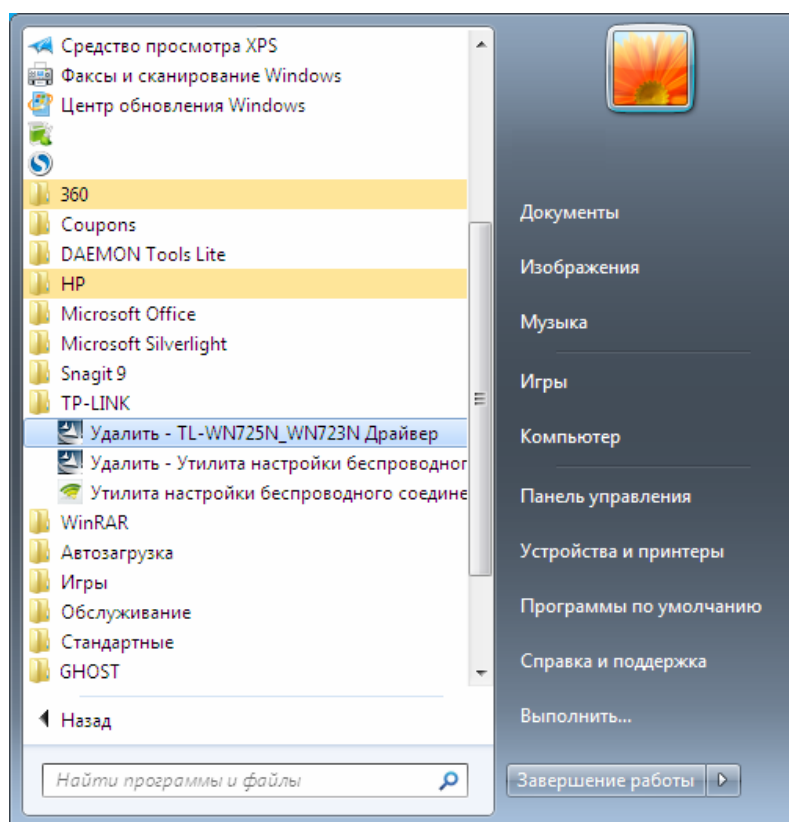 Средство просмотра XPS
Факсы и сканирование Windows
Центр обновления Windows
360
Coupons
DAEMON Tools Lite
HP
Microsoft Office
Microsoft Silverlight
Snagit 9
TP-LINK
Удалить - TL-WN725N_WN723N Драйвер
Удалить - Утилита настройки беспроводног
Утилита настройки беспроводного соедине
WinRAR
Автозагрузка
Игры
Обслуживание
Стандартные
GHOST
Назад
Найти программы и файлы
Документы
Изображения
Музыка
Игры
Компьютер
Панель управления
Устройства и принтеры
Программы по умолчанию
Справка и поддержка
Выполнить...
Завершение работы